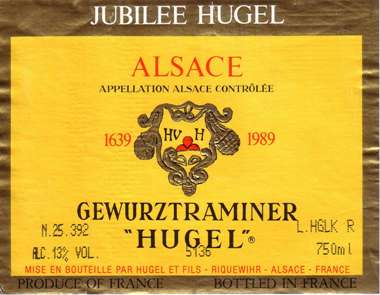 JUBILEE HUGEL
ALSACE
APPELLATION ALSACE CONTRÔLÉE
1639 HV H 1989
GEWURZTRAMINER
"HUGEL"®
N.25.392 L.HGLK R
ALC.13% VOL. 5136 750ml
MISE EN BOUTEILLE PAR HUGEL ET FILS - RIQUEWIHR - ALSACE - FRANCE
PRODUCE OF FRANCE BOTTLED IN FRANCE